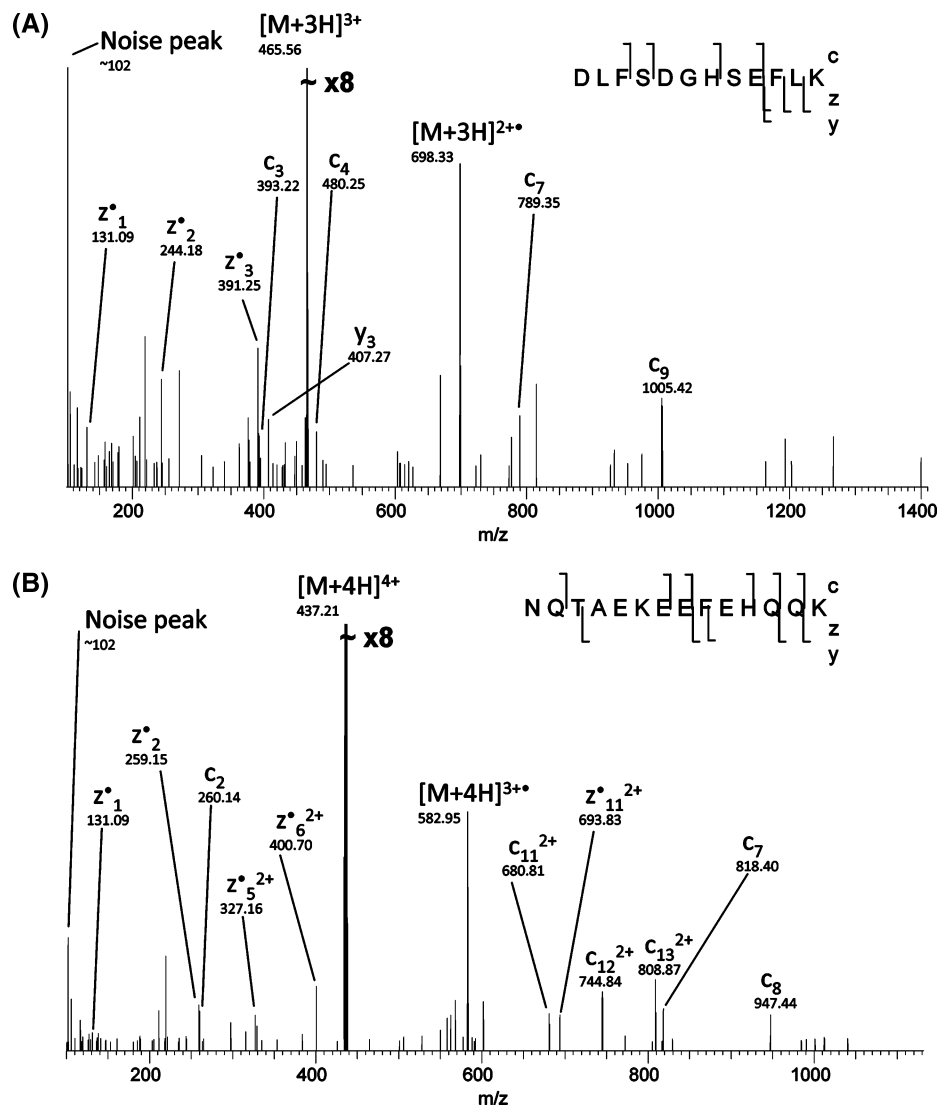 (A)
Noise peak
~102
[M+3H]3+
465.56
~ x8
D L F S D G H S E F L K
c
z
y
[M+3H]2+•
698.33
c3
393.22
c4
480.25
c7
789.35
z•1
131.09
z•2
244.18
z•3
391.25
y3
407.27
c9
1005.42
200 400 600 800 1000 1200 1400
m/z
(B)
[M+4H]4+
437.21
~ x8
Noise peak
~102
N Q T A E K E E F E H Q Q K
c
z
y
z•2
259.15
c2
260.14
z•1
131.09
z•6 2+
400.70
[M+4H]3+•
582.95
z•11 2+
693.83
c11 2+
680.81
c7
818.40
z•5 2+
327.16
c12 2+
744.84
c13 2+
808.87
c8
947.44
200 400 600 800 1000
m/z